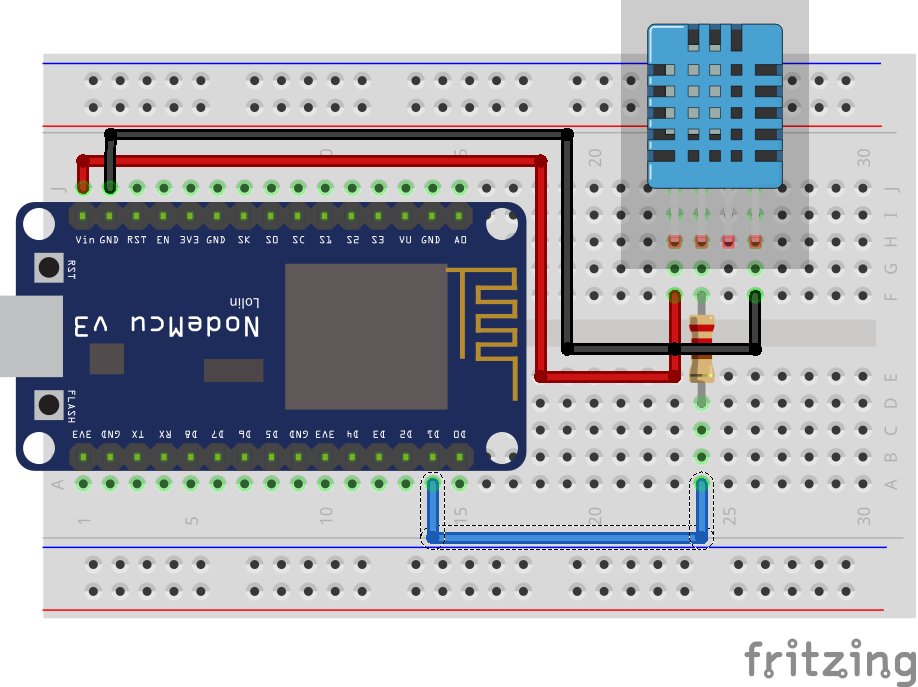 0 5 20 30
J J
I
Vin GND RST EN 3V3 GND SK SO SC S1 S2 S3 VU GND A0
H
RST
G
Lolin
NodeMcu v3
F
E
FLASH
D
C
3V3 GND TX RX D8 D7 D6 D5 GND 3V3 D4 D3 D2 D1 D0
B
A A
1 5 10 15 20 25 30
fritzing